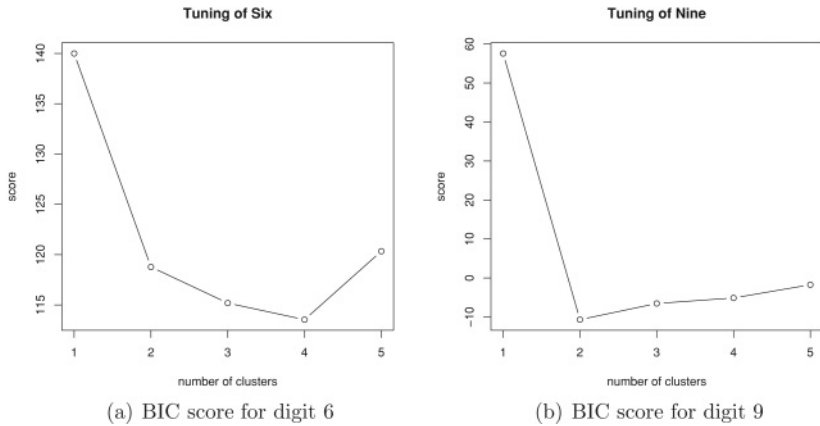 Tuning of Six
score
140
135
130
125
120
115
1 2 3 4 5
number of clusters
(a) BIC score for digit 6
Tuning of Nine
score
60
50
40
30
20
10
0
−10
1 2 3 4 5
number of clusters
(b) BIC score for digit 9